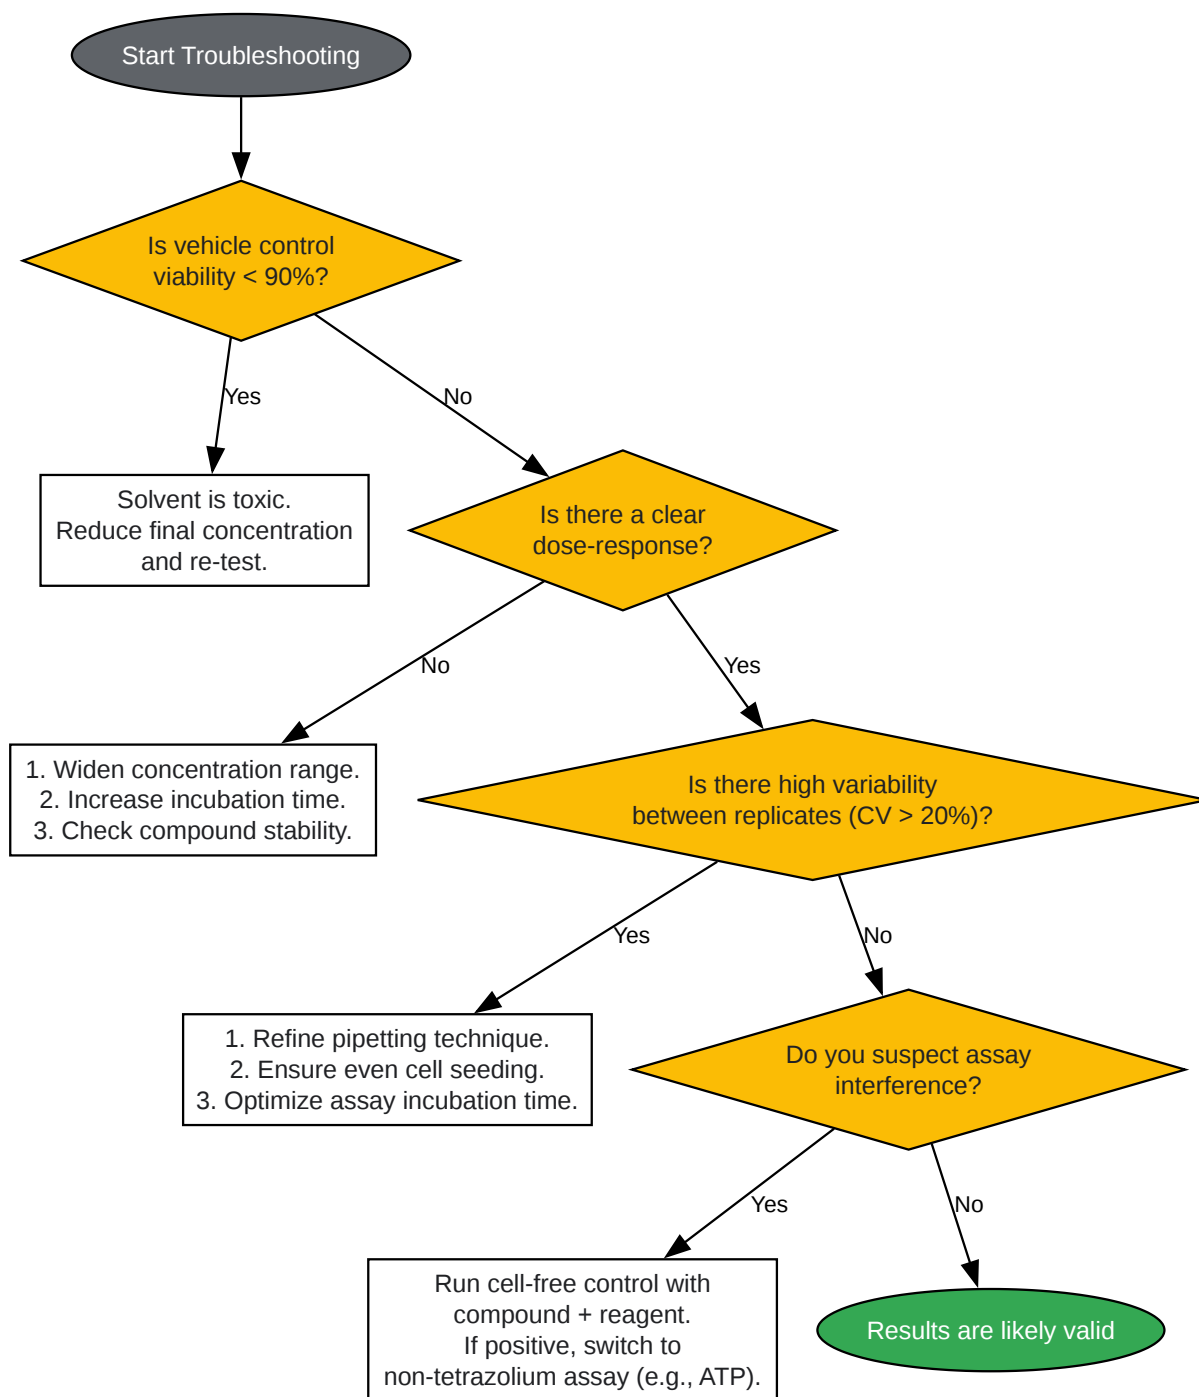 Start Troubleshooting
Is vehicle control
viability < 90%?
Yes
No
Solvent is toxic.
Reduce final concentration
and re-test.
Is there a clear
dose-response?
No
Yes
1. Widen concentration range.
2. Increase incubation time.
3. Check compound stability.
Is there high variability
between replicates (CV > 20%)?
Yes
No
1. Refine pipetting technique.
2. Ensure even cell seeding.
3. Optimize assay incubation time.
Do you suspect assay
interference?
Yes
No
Run cell-free control with
compound + reagent.
If positive, switch to
non-tetrazolium assay (e.g., ATP).
Results are likely valid